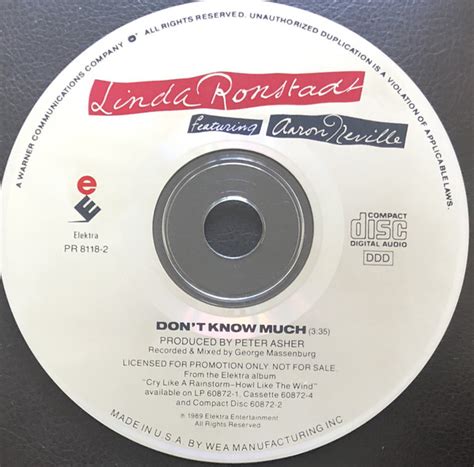 A WARNER COMMUNICATIONS COMPANY ALL RIGHTS RESERVED. UNAUTHORIZED DUPLICATION IS A VIOLATION OF APPLICABLE LAWS.
Linda Ronstadt
featuring Aaron Neville
e
Elektra
PR 8118-2
COMPACT
disc
DIGITAL AUDIO
DDD
DON'T KNOW MUCH (3:35)
PRODUCED BY PETER ASHER
Recorded & Mixed by George Massenburg
LICENSED FOR PROMOTION ONLY. NOT FOR SALE.
From the Elektra album
"Cry Like A Rainstorm–Howl Like The Wind"
available on LP 60872-1, Cassette 60872-4
and Compact Disc 60872-2
℗ 1989 Elektra Entertainment
All Rights Reserved.
MADE IN U.S.A. BY WEA MANUFACTURING INC